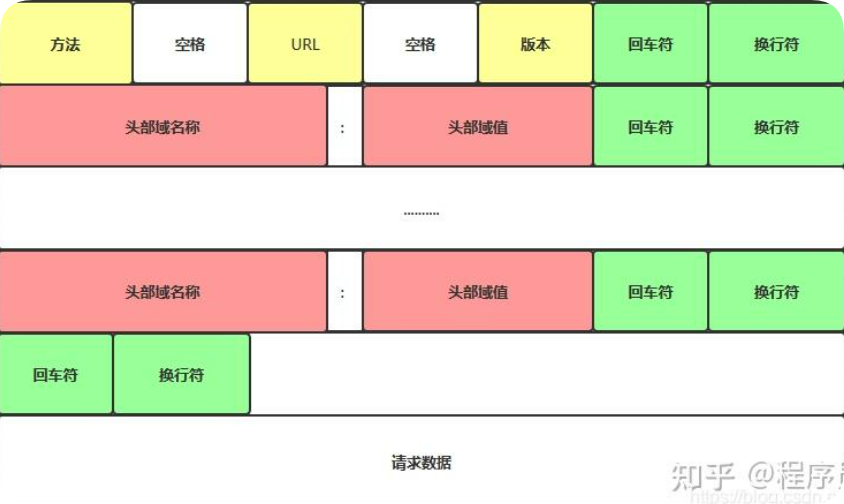 方法 空格 URL 空格 版本 回车符 换行符
头部域名称 : 头部域值 回车符 换行符
..........
头部域名称 : 头部域值 回车符 换行符
回车符 换行符
请求数据
知乎 @程序
https://blog.csdn.